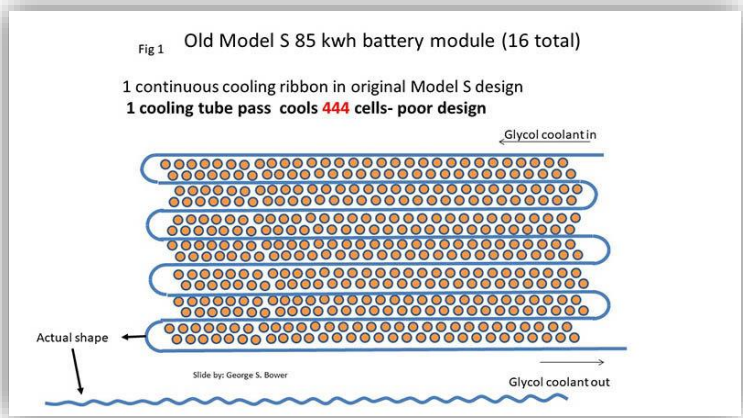 Fig 1 Old Model S 85 kwh battery module (16 total)
1 continuous cooling ribbon in original Model S design
1 cooling tube pass cools 444 cells- poor design
Glycol coolant in
Actual shape
Slide by: George S. Bower
Glycol coolant out